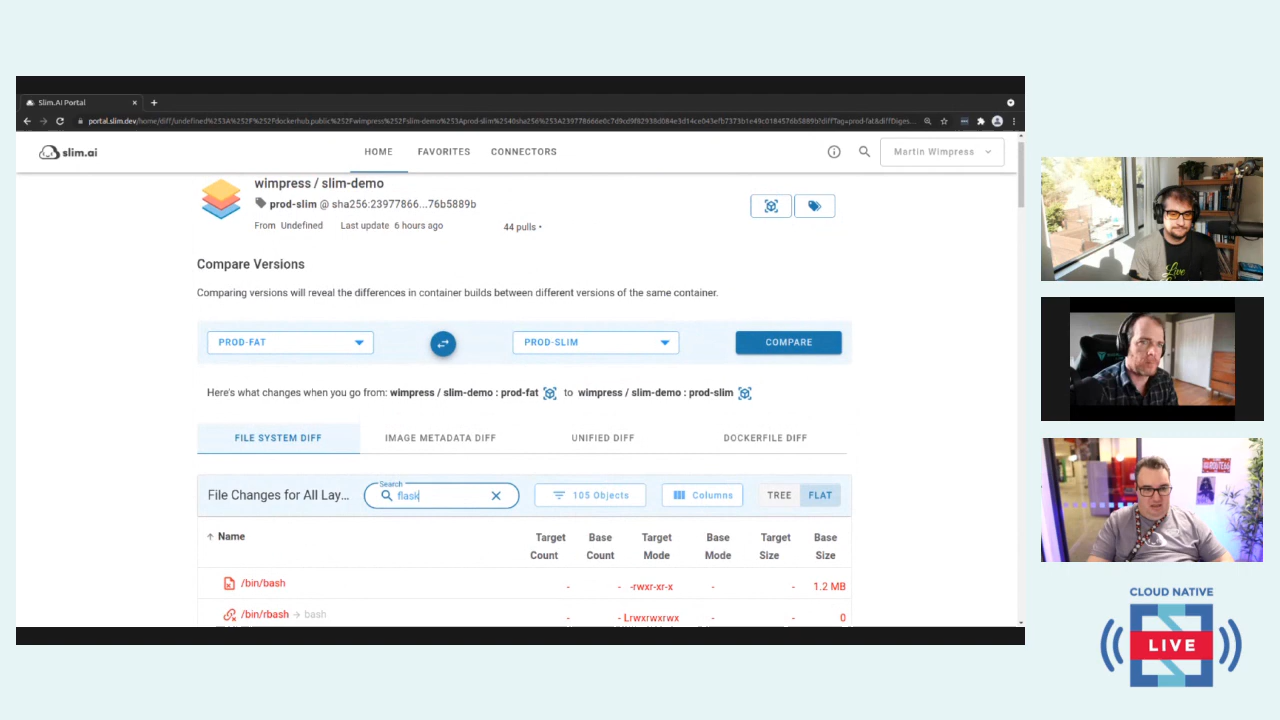 Slim.AI Portal
slim.ai
HOME
FAVORITES
CONNECTORS
Martin Wimpress
wimpress / slim-demo
prod-slim @ sha256:23977866...76b5889b
From Undefined
Last update 6 hours ago
44 pulls
Compare Versions
Comparing versions will reveal the differences in container builds between different versions of the same container.
PROD-FAT
PROD-SLIM
COMPARE
Here's what changes when you go from: wimpress / slim-demo : prod-fat to wimpress / slim-demo : prod-slim
FILE SYSTEM DIFF
IMAGE METADATA DIFF
UNIFIED DIFF
DOCKERFILE DIFF
File Changes for All Lay...
Search
flask
105 Objects
Columns
TREE
FLAT
Name
Target Count
Base Count
Target Mode
Base Mode
Target Size
Base Size
/bin/bash
- - -rwxr-xr-x - - 1.2 MB
/bin/rbash → bash
- - Lrwxrwxrwx - - 0
CLOUD NATIVE
LIVE